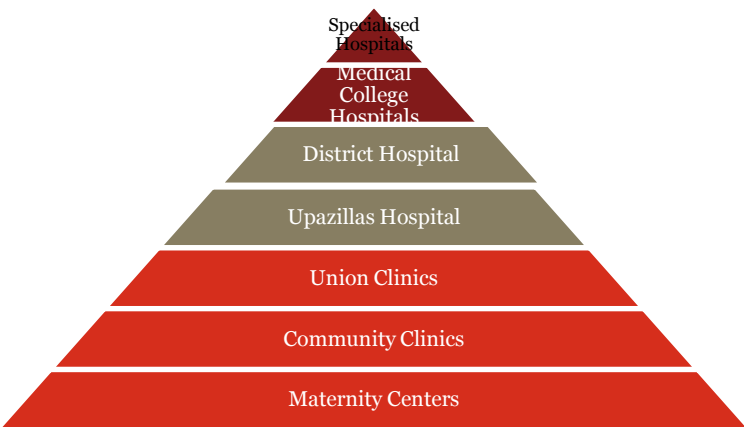 Specialised
Hospitals
Medical
College
Hospitals
District Hospital
Upazillas Hospital
Union Clinics
Community Clinics
Maternity Centers